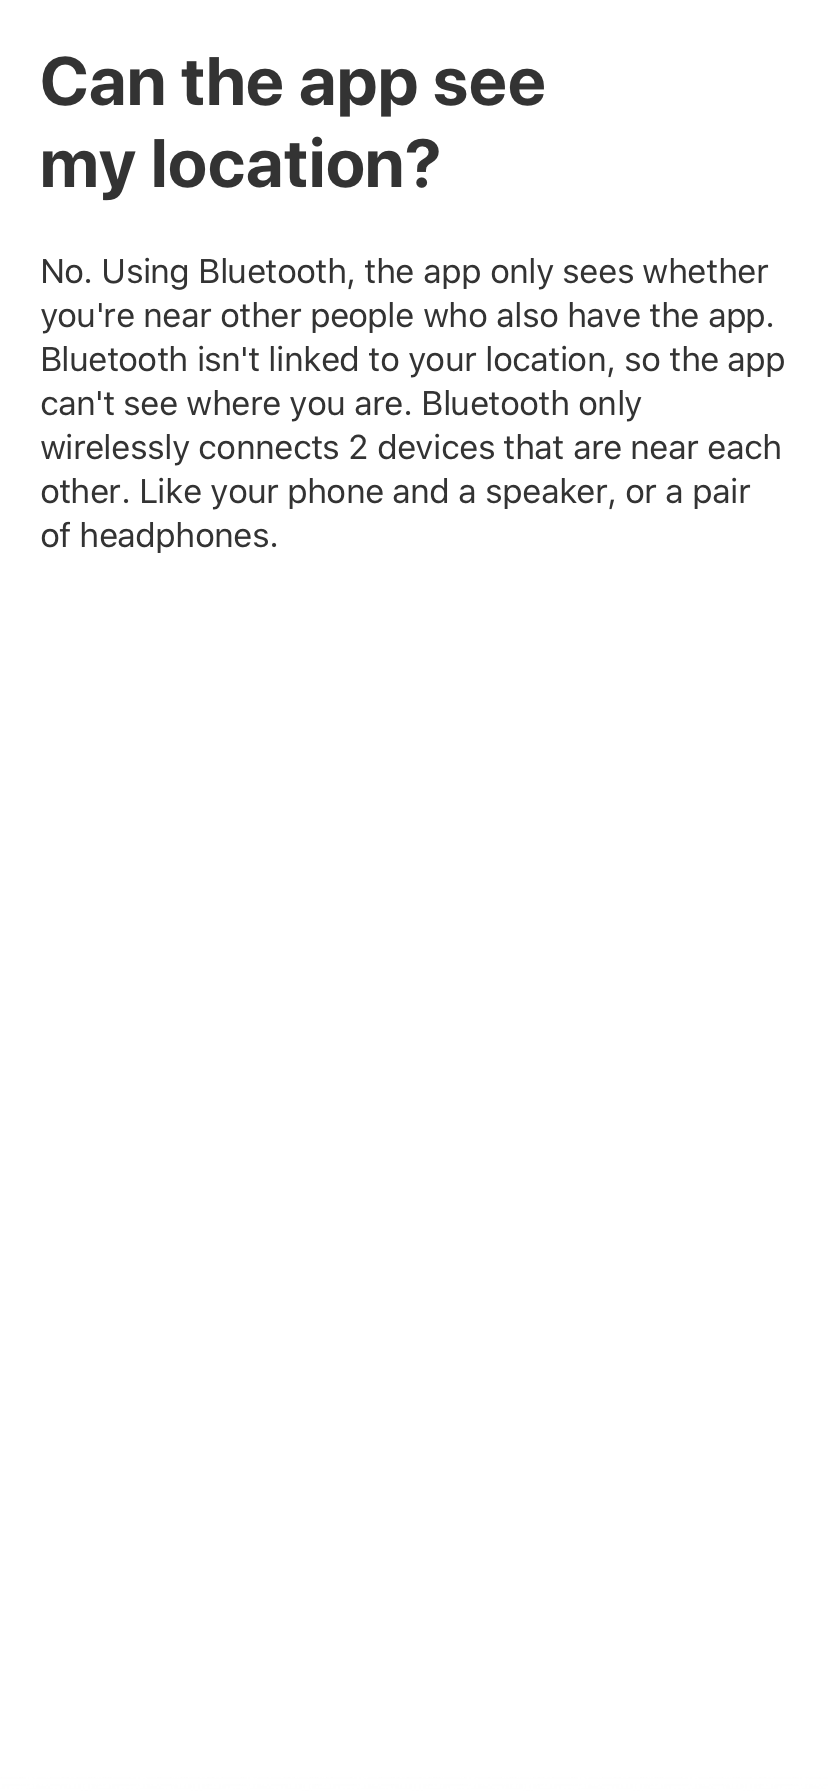 Can the app see
my location?
No. Using Bluetooth, the app only sees whether
you're near other people who also have the app.
Bluetooth isn't linked to your location, so the app
can't see where you are. Bluetooth only
wirelessly connects 2 devices that are near each
other. Like your phone and a speaker, or a pair
of headphones.